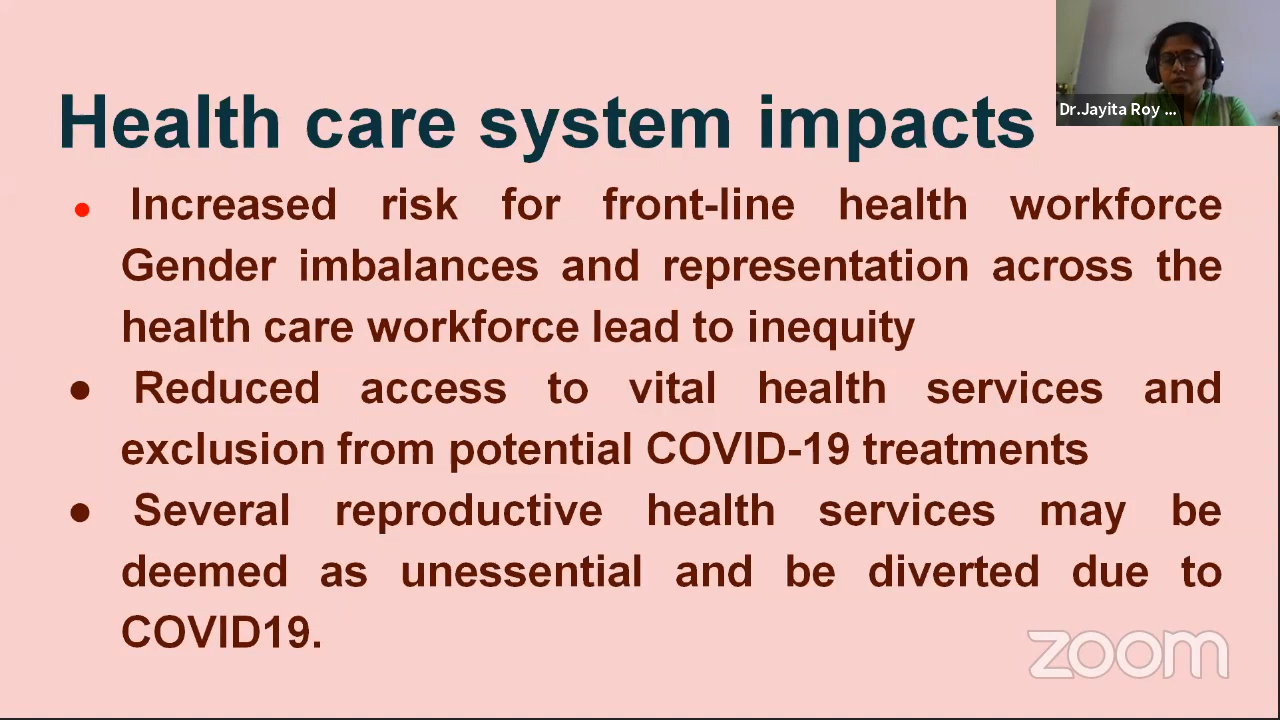 Dr.Jayita Roy ...
Health care system impacts
● Increased risk for front-line health workforce
Gender imbalances and representation across the
health care workforce lead to inequity
● Reduced access to vital health services and
exclusion from potential COVID-19 treatments
● Several reproductive health services may be
deemed as unessential and be diverted due to
COVID19.
zoom